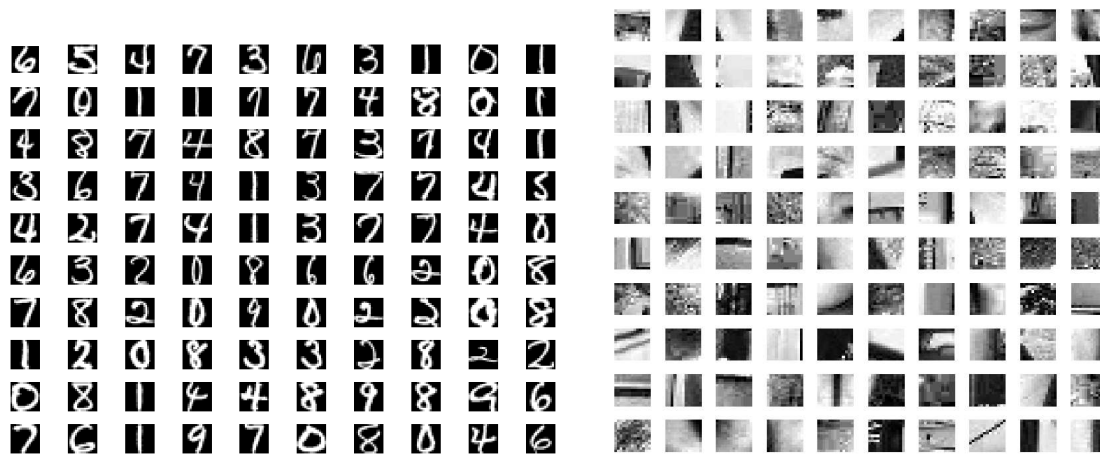 6 5 4 7 3 6 3 1 0 1
7 0 1 1 7 7 4 8 0 1
4 8 7 4 8 7 3 7 4 1
3 6 7 4 1 3 7 7 4 5
4 2 7 4 1 3 7 7 4 0
6 3 2 0 8 6 6 2 0 8
7 8 2 0 9 0 2 2 0 8
1 2 0 8 3 3 2 8 2 2
0 8 1 4 4 8 9 8 9 6
7 6 1 9 7 0 8 0 4 6